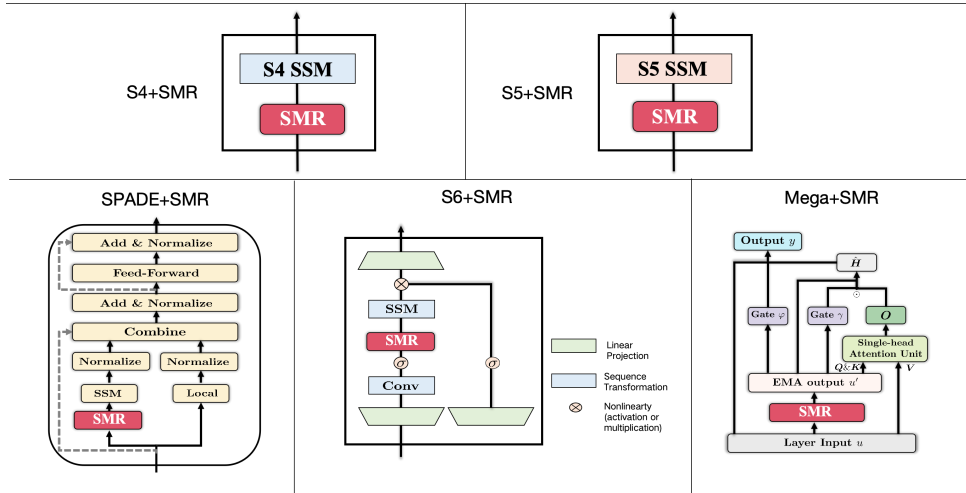 S4+SMR
S4 SSM
SMR
S5+SMR
S5 SSM
SMR
SPADE+SMR
Add & Normalize
Feed-Forward
Add & Normalize
Combine
Normalize
Normalize
SSM
Local
SMR
S6+SMR
SSM
SMR
σ
σ
Conv
Linear
Projection
Sequence
Transformation
Nonlinearty
(activation or
multiplication)
Mega+SMR
Output y
Ĥ
Gate φ
Gate γ
O
Single-head
Attention Unit
Q&K
V
EMA output u′
SMR
Layer Input u